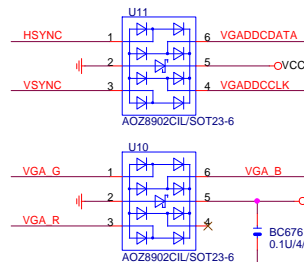 U11
HSYNC 1 6 VGADDCDATA
2 5 VCC
VSYNC 3 4 VGADDCCLK
AOZ8902CIL/SOT23-6
U10
VGA_G 1 6 VGA_B
2 5
VGA_R 3 4
BC676
0.1U/4/
AOZ8902CIL/SOT23-6